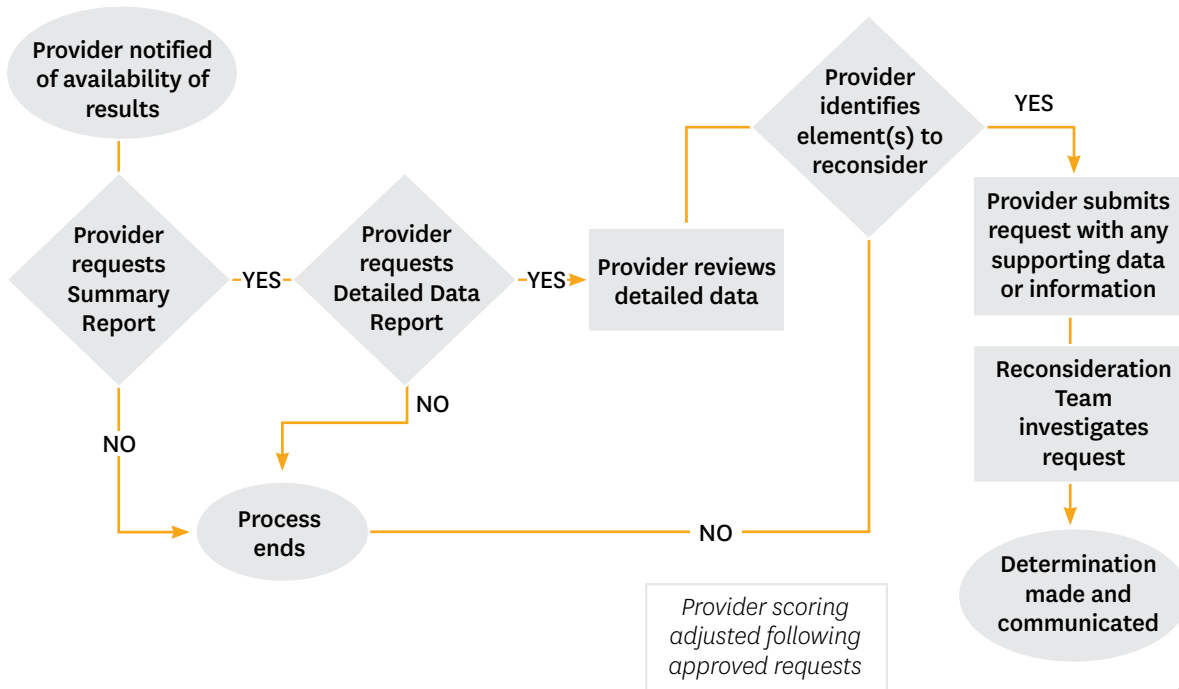 Provider notified
of availability of
results
Provider
requests
Summary
Report
YES
NO
Provider
requests
Detailed Data
Report
YES
NO
Process
ends
Provider reviews
detailed data
Provider
identifies
element(s) to
reconsider
YES
NO
Provider submits
request with any
supporting data
or information
Reconsideration
Team
investigates
request
Determination
made and
communicated
Provider scoring
adjusted following
approved requests